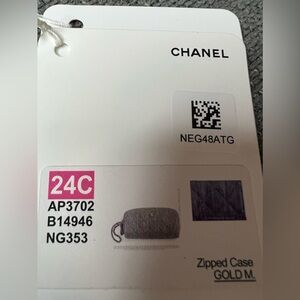 CHANEL
NEG48ATG
24C
AP3702
B14946
NG353
Zipped Case
GOLD M.